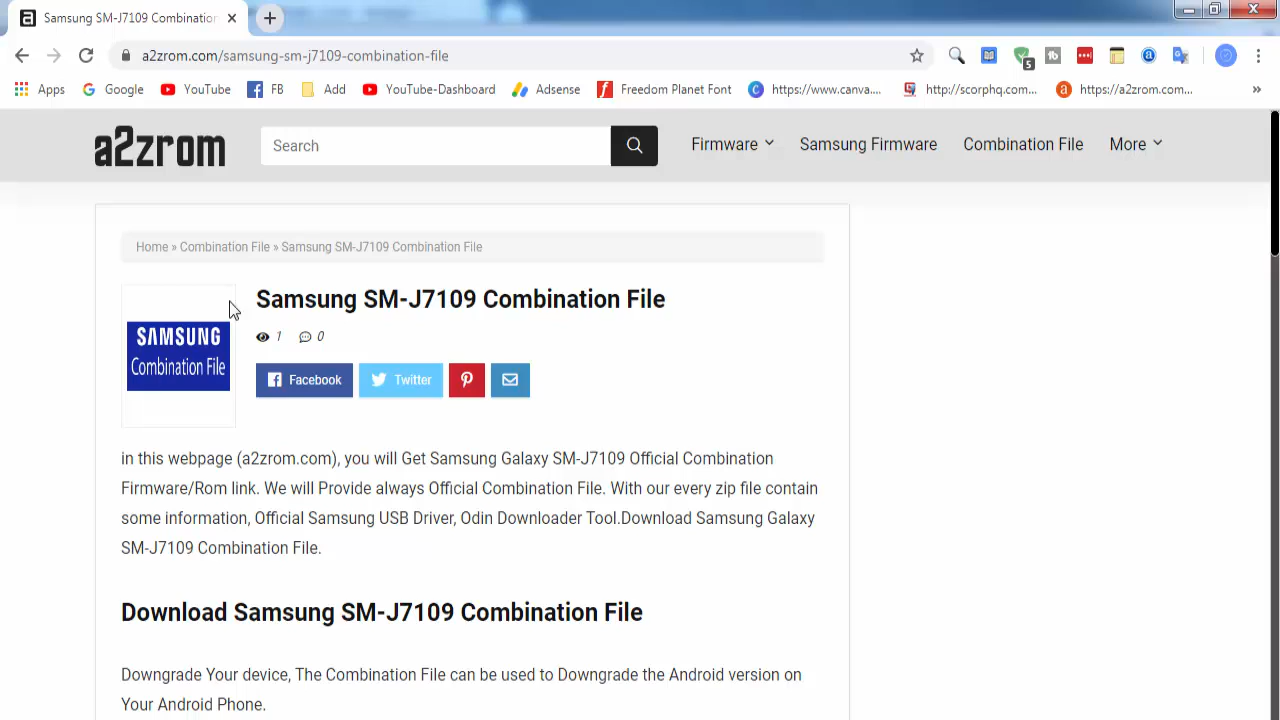 Samsung SM-J7109 Combination
a2zrom.com/samsung-sm-j7109-combination-file
5
Apps
Google
YouTube
FB
Add
YouTube-Dashboard
Adsense
Freedom Planet Font
https://www.canva....
http://scorphq.com...
https://a2zrom.com...
»
a2zrom
Search
Firmware
Samsung Firmware
Combination File
More
Home » Combination File » Samsung SM-J7109 Combination File
SAMSUNG
Combination File
Samsung SM-J7109 Combination File
1
0
Facebook
Twitter
in this webpage (a2zrom.com), you will Get Samsung Galaxy SM-J7109 Official Combination
Firmware/Rom link. We will Provide always Official Combination File. With our every zip file contain
some information, Official Samsung USB Driver, Odin Downloader Tool.Download Samsung Galaxy
SM-J7109 Combination File.
Download Samsung SM-J7109 Combination File
Downgrade Your device, The Combination File can be used to Downgrade the Android version on
Your Android Phone.